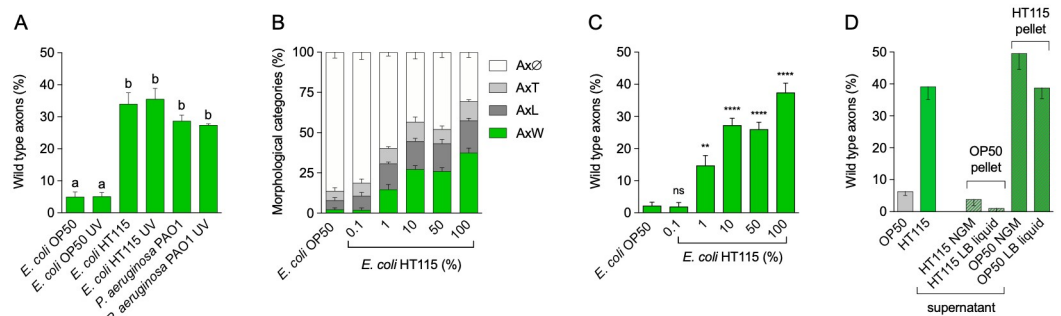 A
Wild type axons (%)
50
40
30
20
10
0
a
a
b
b
b
b
E. coli OP50
E. coli OP50 UV
E. coli HT115
E. coli HT115 UV
P. aeruginosa PAO1
P. aeruginosa PAO1 UV
B
Morphological categories (%)
100
75
50
25
0
AxØ
AxT
AxL
AxW
E. coli OP50
0.1
1
10
50
100
E. coli HT115 (%)
C
Wild type axons (%)
50
40
30
20
10
0
ns
**
****
****
****
E. coli OP50
0.1
1
10
50
100
E. coli HT115 (%)
D
Wild type axons (%)
50
40
30
20
10
0
HT115
pellet
OP50
pellet
OP50
HT115
HT115 NGM
HT115 LB liquid
OP50 NGM
OP50 LB liquid
supernatant